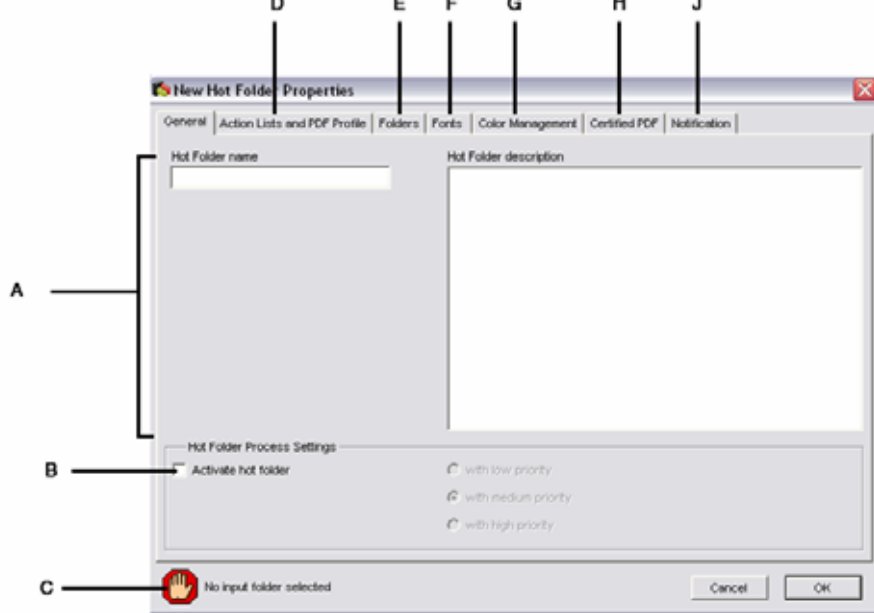 D E F G H J
New Hot Folder Properties
General Action Lists and PDF Profile Folders Fonts Color Management Certified PDF Notification
Hot Folder name Hot Folder description
A
Hot Folder Process Settings
B Activate hot folder with low priority
with medium priority
with high priority
C No input folder selected Cancel OK